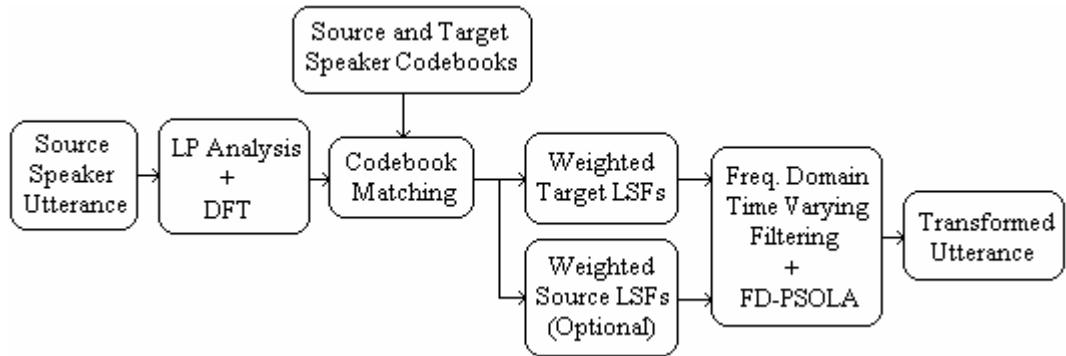 Source and Target
Speaker Codebooks
Source
Speaker
Utterance
LP Analysis
+
DFT
Codebook
Matching
Weighted
Target LSFs
Weighted
Source LSFs
(Optional)
Freq. Domain
Time Varying
Filtering
+
FD-PSOLA
Transformed
Utterance